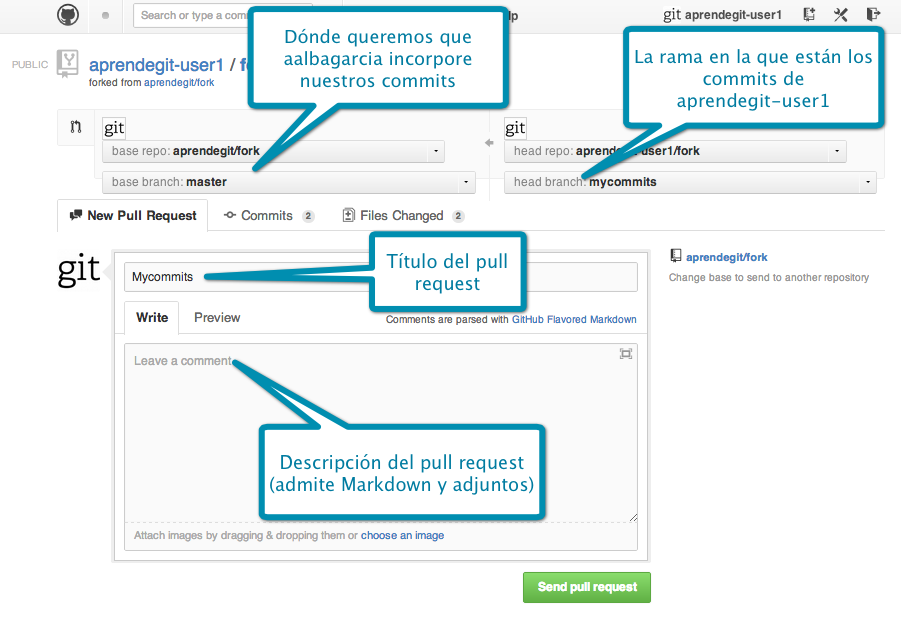 Search or type a comm
lp
git aprendegit-user1
Dónde queremos que
aalbagarcia incorpore
nuestros commits
La rama en la que están los
commits de
aprendegit-user1
PUBLIC
aprendegit-user1 / f
forked from aprendegit/fork
git
base repo: aprendegit/fork
base branch: master
git
head repo: aprendegit-user1/fork
head branch: mycommits
New Pull Request
Commits 2
Files Changed 2
git
Mycommits
Título del pull
request
aprendegit/fork
Change base to send to another repository
Write
Preview
Comments are parsed with GitHub Flavored Markdown
Leave a comment
Descripción del pull request
(admite Markdown y adjuntos)
Attach images by dragging & dropping them or choose an image
Send pull request